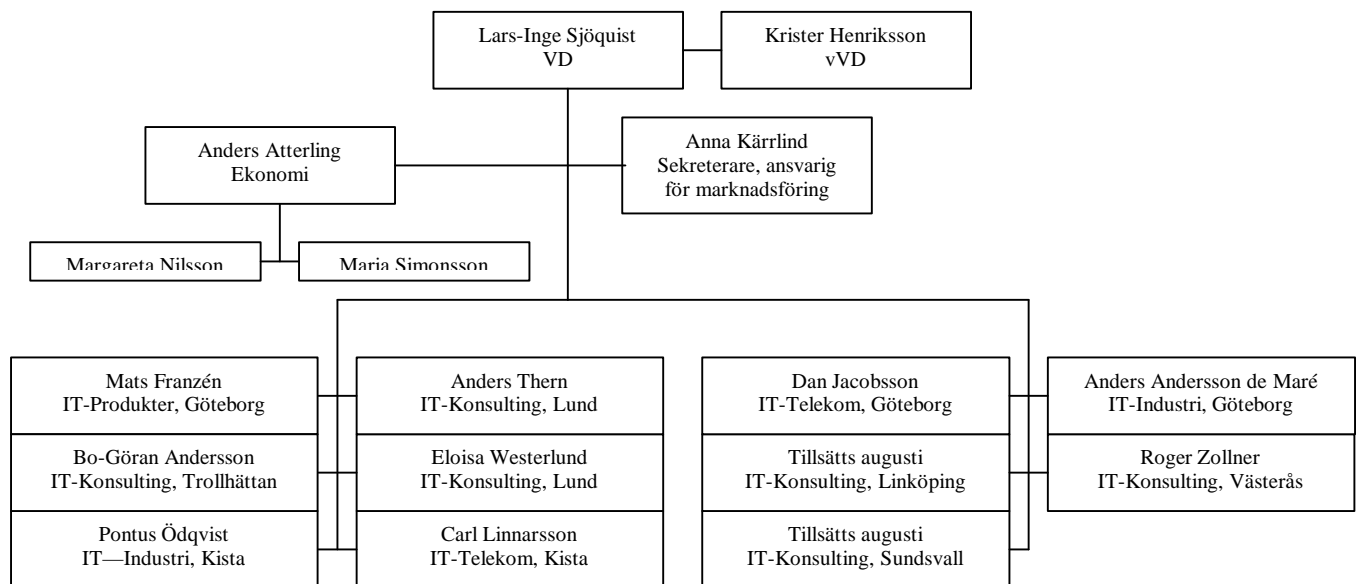 Lars-Inge Sjöquist
VD
Krister Henriksson
vVD
Anders Atterling
Ekonomi
Anna Kärrlind
Sekreterare, ansvarig
för marknadsföring
Margareta Nilsson
Maria Simonsson
Mats Franzén
IT-Produkter, Göteborg
Anders Thern
IT-Konsulting, Lund
Dan Jacobsson
IT-Telekom, Göteborg
Anders Andersson de Maré
IT-Industri, Göteborg
Bo-Göran Andersson
IT-Konsulting, Trollhättan
Eloisa Westerlund
IT-Konsulting, Lund
Tillsätts augusti
IT-Konsulting, Linköping
Roger Zollner
IT-Konsulting, Västerås
Pontus Ödqvist
IT—Industri, Kista
Carl Linnarsson
IT-Telekom, Kista
Tillsätts augusti
IT-Konsulting, Sundsvall